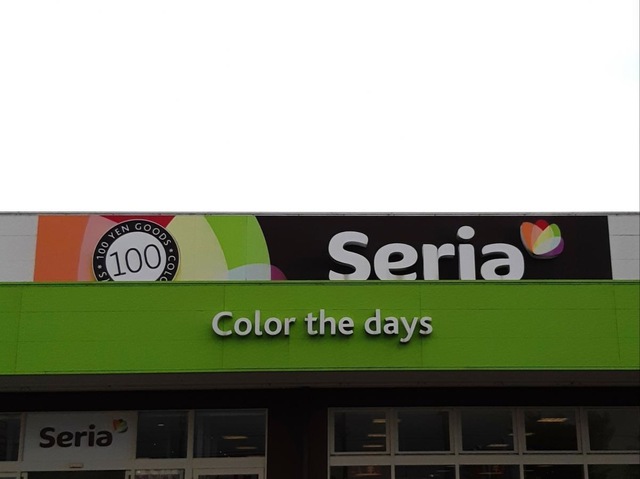 • 100 YEN GOODS •
100
Seria
Color the days
Seria